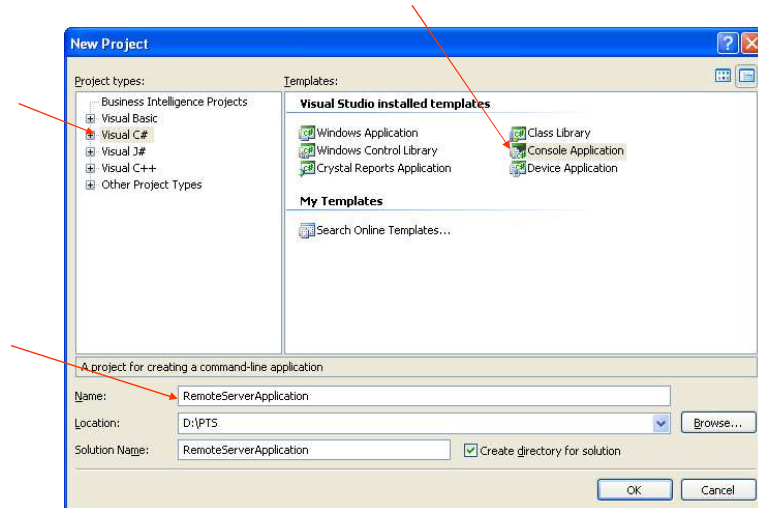 New Project
Project types:
Templates:
Business Intelligence Projects
Visual Basic
Visual C#
Visual J#
Visual C++
Other Project Types
Visual Studio installed templates
Windows Application
Class Library
Windows Control Library
Console Application
Crystal Reports Application
Device Application
My Templates
Search Online Templates...
A project for creating a command-line application
Name:
RemoteServerApplication
Location:
D:\PTS
Browse...
Solution Name:
RemoteServerApplication
Create directory for solution
OK
Cancel